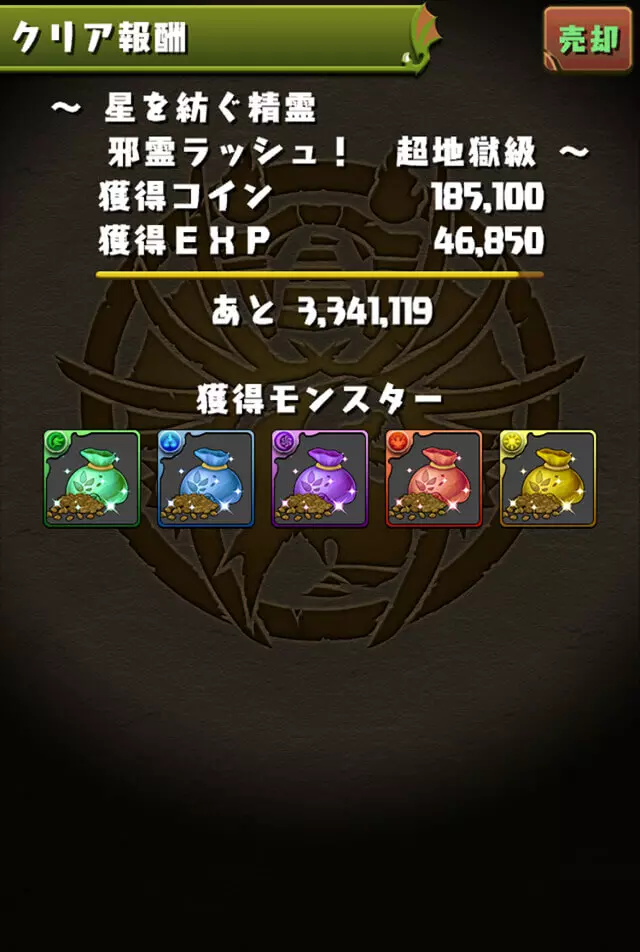 クリア報酬
売却
～ 星を紡ぐ精霊
邪霊ラッシュ！ 超地獄級 ～
獲得コイン 185,100
獲得ＥＸＰ 46,850
あと 3,341,119
獲得モンスター